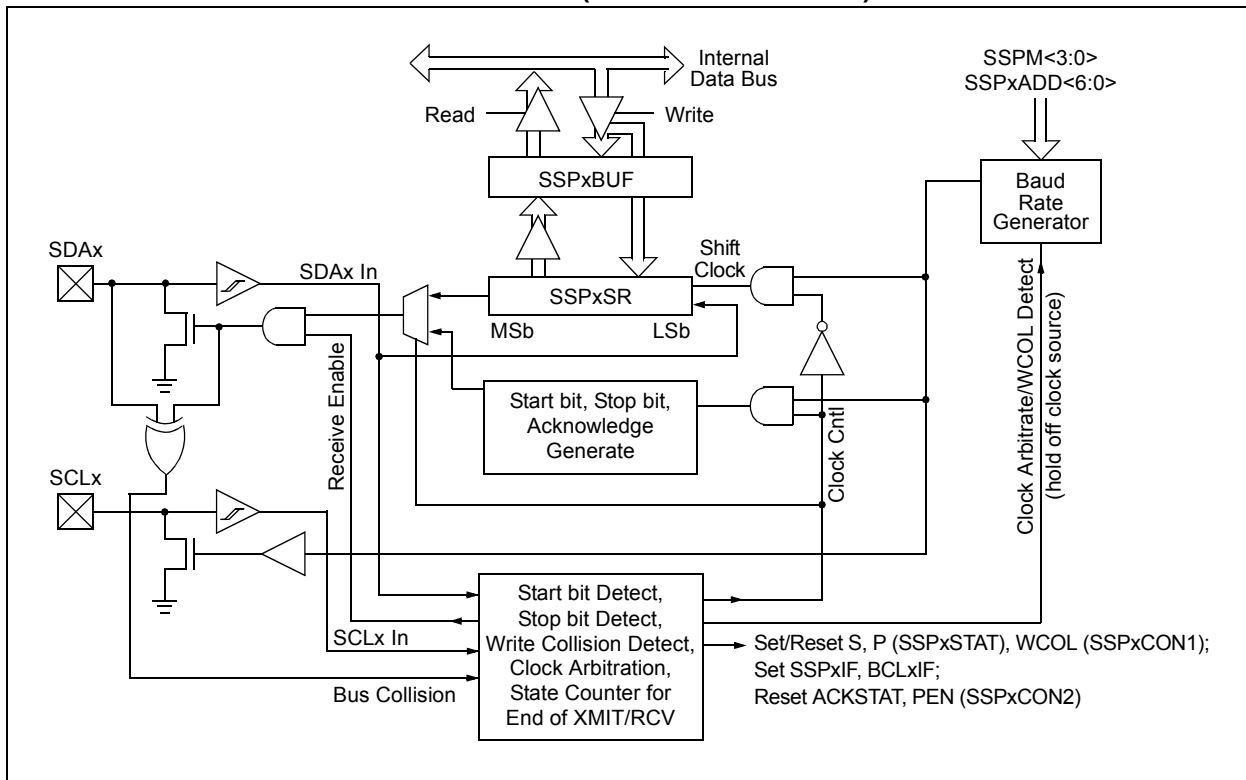 Internal
Data Bus
SSPM<3:0>
SSPxADD<6:0>
Read
Write
SSPxBUF
Baud
Rate
Generator
SDAx
SDAx In
Shift
Clock
SSPxSR
MSb
LSb
Receive Enable
Start bit, Stop bit,
Acknowledge
Generate
Clock Cntl
Clock Arbitrate/WCOL Detect
(hold off clock source)
SCLx
SCLx In
Bus Collision
Start bit Detect,
Stop bit Detect,
Write Collision Detect,
Clock Arbitration,
State Counter for
End of XMIT/RCV
Set/Reset S, P (SSPxSTAT), WCOL (SSPxCON1);
Set SSPxIF, BCLxIF;
Reset ACKSTAT, PEN (SSPxCON2)